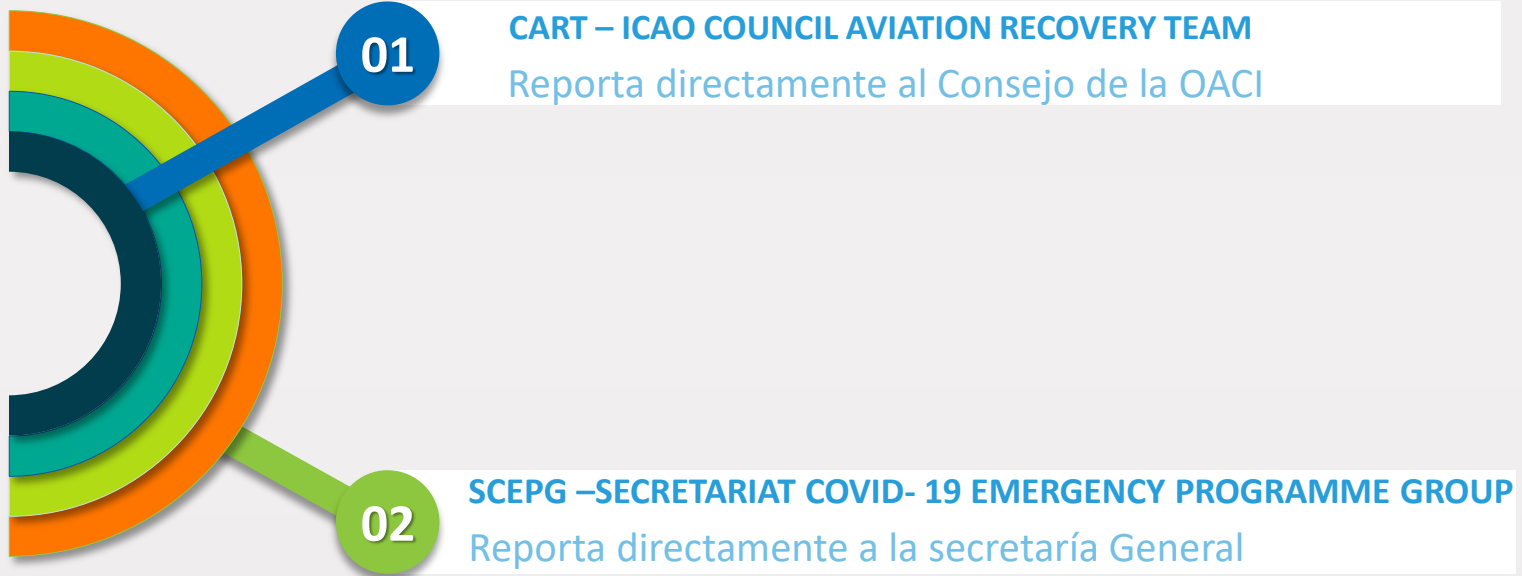 01
CART – ICAO COUNCIL AVIATION RECOVERY TEAM
Reporta directamente al Consejo de la OACI
02
SCEPG –SECRETARIAT COVID- 19 EMERGENCY PROGRAMME GROUP
Reporta directamente a la secretaría General